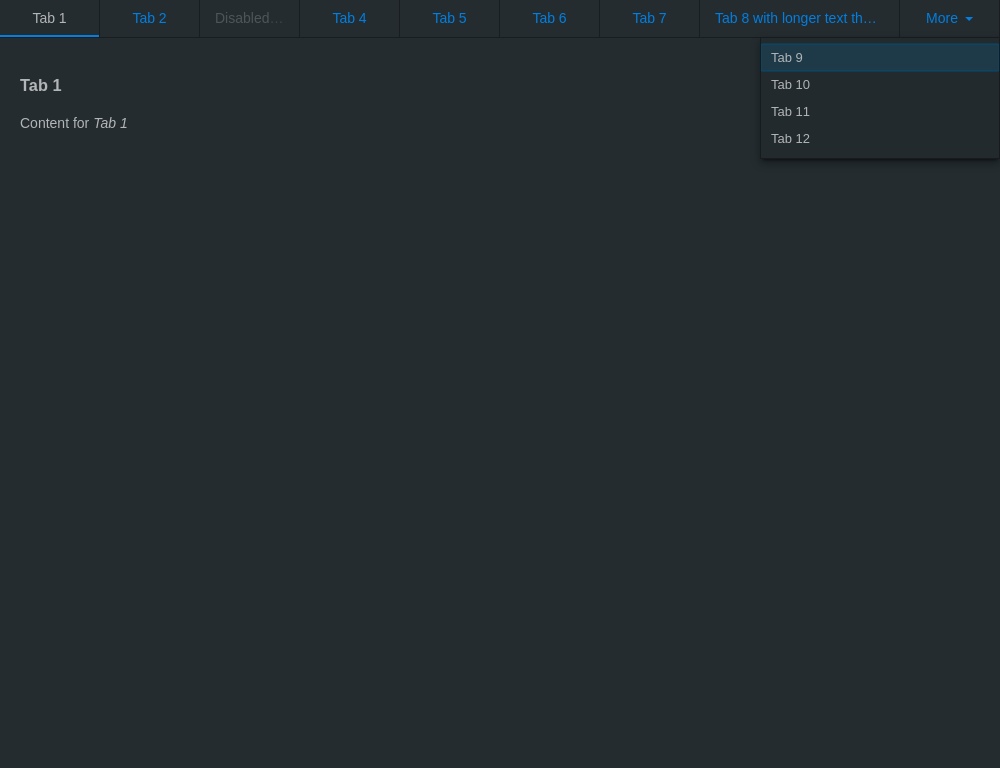 Tab 1
Tab 2
Disabled…
Tab 4
Tab 5
Tab 6
Tab 7
Tab 8 with longer text th…
More
Tab 9
Tab 10
Tab 11
Tab 12
Tab 1
Content for Tab 1